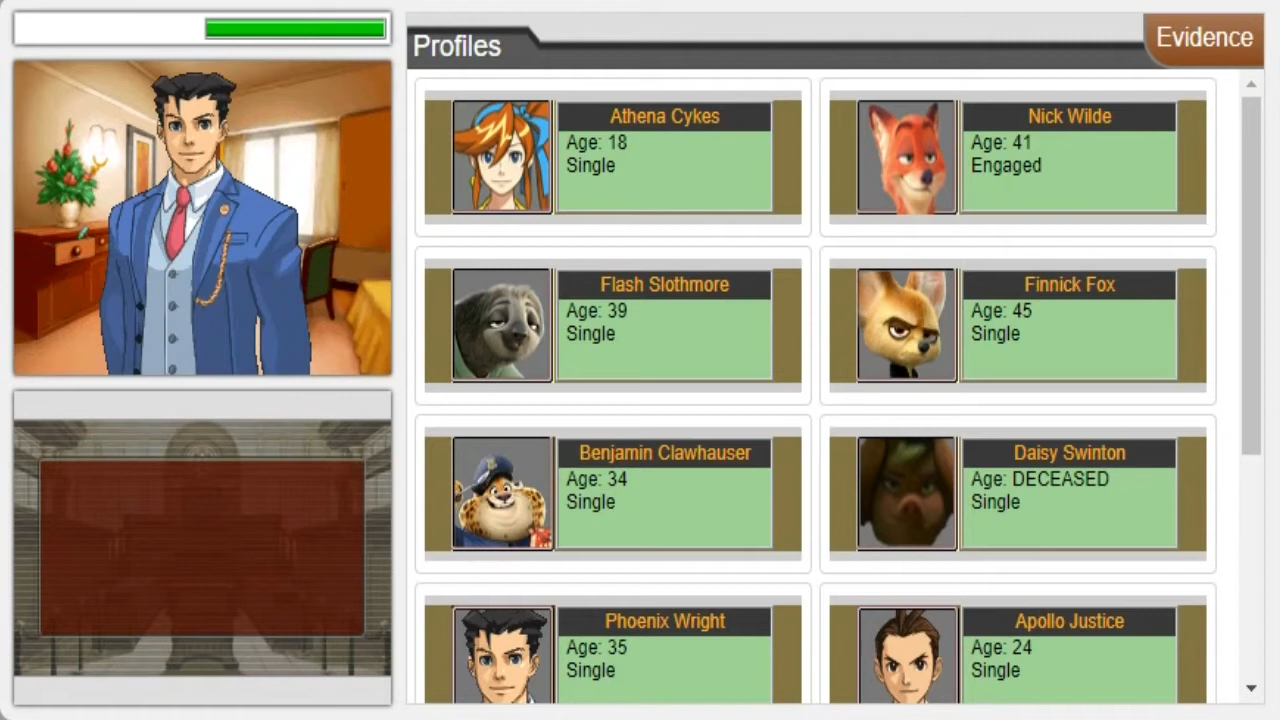 Profiles
Evidence
Athena Cykes
Age: 18
Single
Nick Wilde
Age: 41
Engaged
Flash Slothmore
Age: 39
Single
Finnick Fox
Age: 45
Single
Benjamin Clawhauser
Age: 34
Single
Daisy Swinton
Age: DECEASED
Single
Phoenix Wright
Age: 35
Single
Apollo Justice
Age: 24
Single